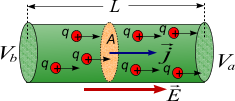 L
q q A q q
V_b j⃗ V_a
q q q q
E⃗